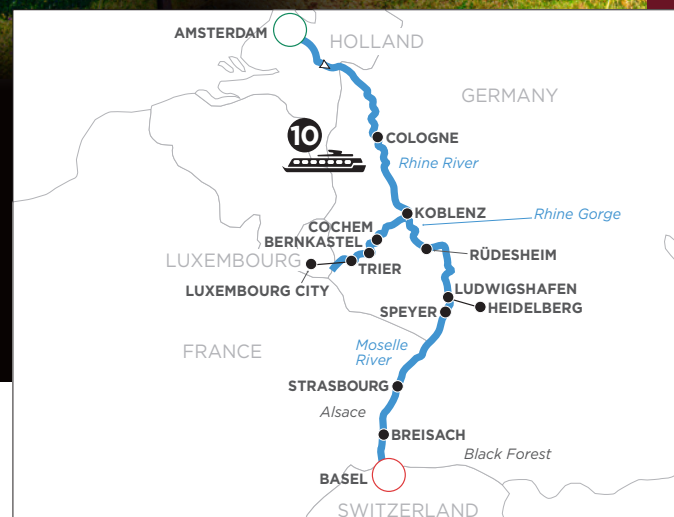 AMSTERDAM
HOLLAND
GERMANY
10
COLOGNE
Rhine River
KOBLENZ
Rhine Gorge
COCHEM
BERNKASTEL
RÜDESHEIM
LUXEMBOURG
TRIER
LUXEMBOURG CITY
LUDWIGSHAFEN
SPEYER
HEIDELBERG
Moselle
River
FRANCE
STRASBOURG
Alsace
BREISACH
Black Forest
BASEL
SWITZERLAND